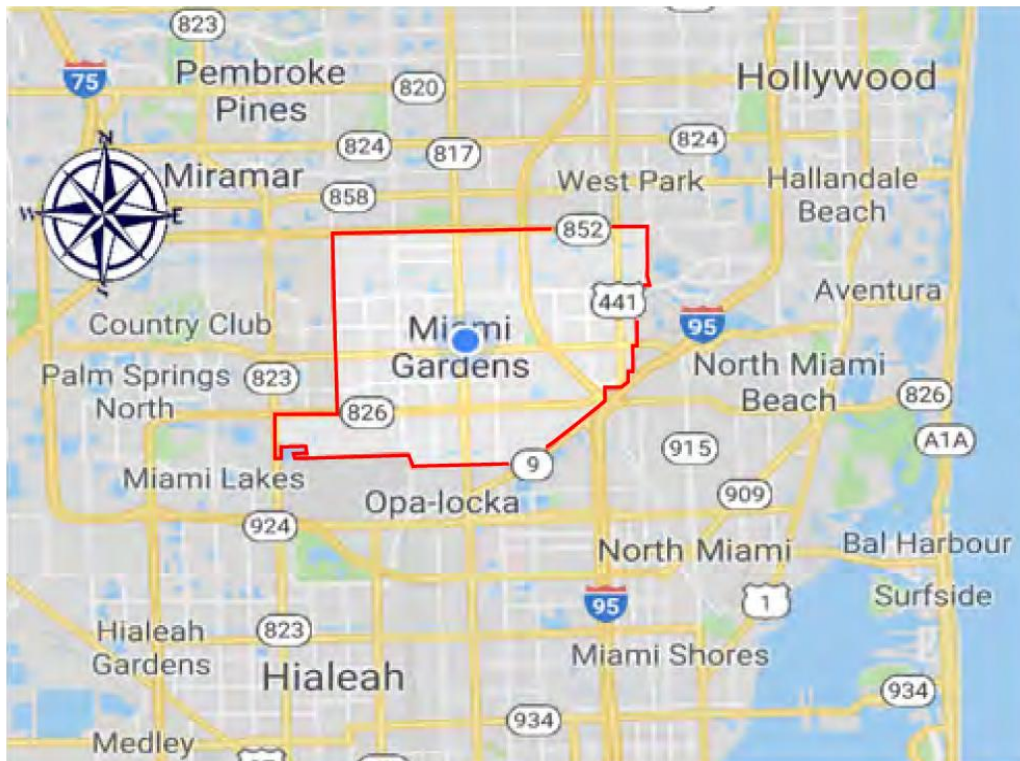 823
75
Pembroke
Pines
820
Hollywood
N
824
817
824
Miramar
W
E
S
858
West Park
Hallandale
Beach
852
441
Aventura
Country Club
Miami
Gardens
95
Palm Springs
North
823
North Miami
Beach
826
826
A1A
915
9
Miami Lakes
909
Opa-locka
924
North Miami
Bal Harbour
95
1
Surfside
Hialeah
Gardens
823
Miami Shores
Hialeah
934
934
Medley